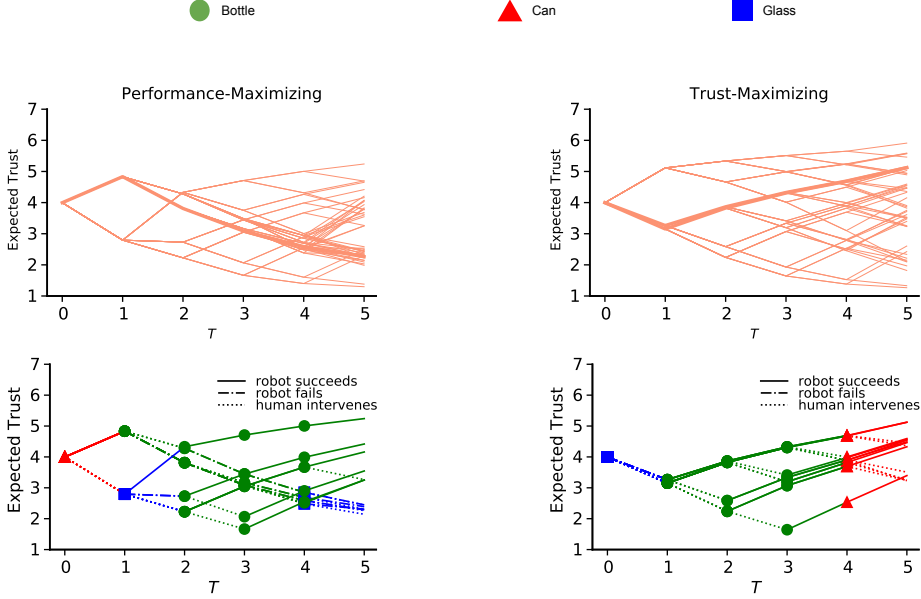 Bottle
Can
Glass
Performance-Maximizing
Trust-Maximizing
Expected Trust
7
6
5
4
3
2
1
0 1 2 3 4 5
T
Expected Trust
7
6
5
4
3
2
1
0 1 2 3 4 5
T
Expected Trust
7
6
5
4
3
2
1
robot succeeds
robot fails
human intervenes
0 1 2 3 4 5
T
Expected Trust
7
6
5
4
3
2
1
robot succeeds
robot fails
human intervenes
0 1 2 3 4 5
T